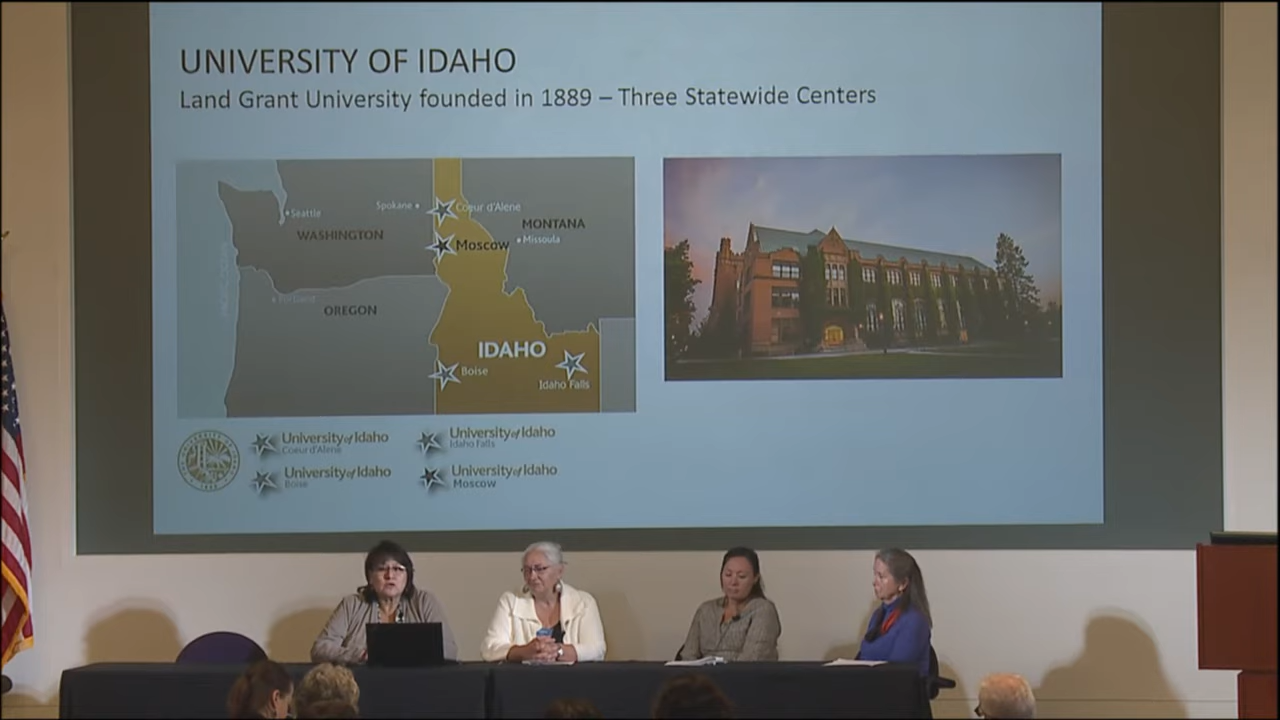 UNIVERSITY OF IDAHO
Land Grant University founded in 1889 – Three Statewide Centers
Seattle
Spokane
Coeur d'Alene
WASHINGTON
MONTANA
Moscow
Missoula
Portland
OREGON
IDAHO
Boise
Idaho Falls
University of Idaho
Coeur d'Alene
University of Idaho
Idaho Falls
University of Idaho
Boise
University of Idaho
Moscow